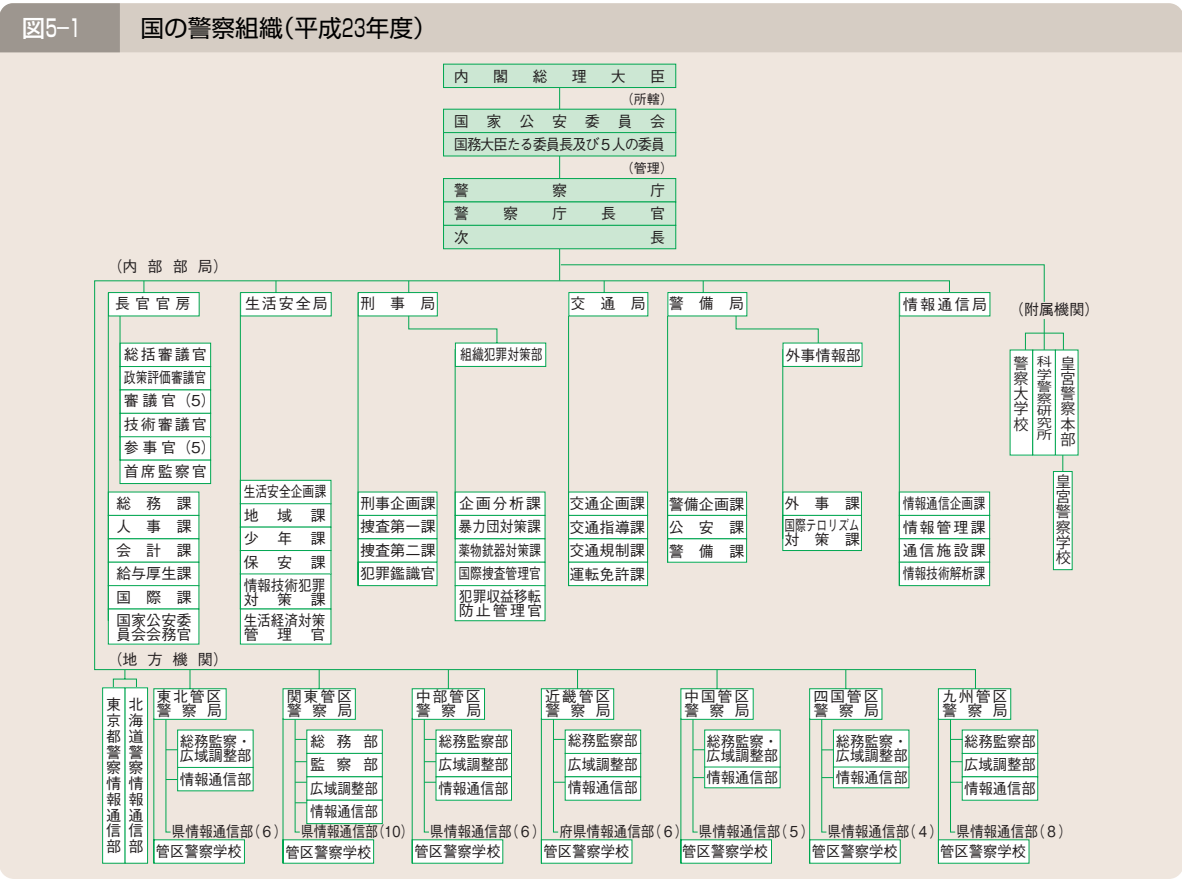 図5-1
国の警察組織（平成23年度）
内閣総理大臣
（所轄）
国家公安委員会
国務大臣たる委員長及び5人の委員
（管理）
警察庁
警察庁長官
次長
（内部部局）
長官官房
総括審議官
政策評価審議官
審議官（5）
技術審議官
参事官（5）
首席監察官
総務課
人事課
会計課
給与厚生課
国際課
国家公安委
員会会務官
生活安全局
生活安全企画課
地域課
少年課
保安課
情報技術犯罪
対策課
生活経済対策
管理官
刑事局
刑事企画課
捜査第一課
捜査第二課
犯罪鑑識官
組織犯罪対策部
企画分析課
暴力団対策課
薬物銃器対策課
国際捜査管理官
犯罪収益移転
防止管理官
交通局
交通企画課
交通指導課
交通規制課
運転免許課
警備局
警備企画課
公安課
警備課
外事情報部
外事課
国際テロリズム
対策課
情報通信局
情報通信企画課
情報管理課
通信施設課
情報技術解析課
（附属機関）
警察大学校
科学警察研究所
皇宮警察本部
皇宮警察学校
（地方機関）
東京都警察情報通信部
北海道警察情報通信部
東北管区
警察局
総務監察・
広域調整部
情報通信部
県情報通信部（6）
管区警察学校
関東管区
警察局
総務部
監察部
広域調整部
情報通信部
県情報通信部（10）
管区警察学校
中部管区
警察局
総務監察部
広域調整部
情報通信部
県情報通信部（6）
管区警察学校
近畿管区
警察局
総務監察部
広域調整部
情報通信部
府県情報通信部（6）
管区警察学校
中国管区
警察局
総務監察・
広域調整部
情報通信部
県情報通信部（5）
管区警察学校
四国管区
警察局
総務監察・
広域調整部
情報通信部
県情報通信部（4）
管区警察学校
九州管区
警察局
総務監察部
広域調整部
情報通信部
県情報通信部（8）
管区警察学校